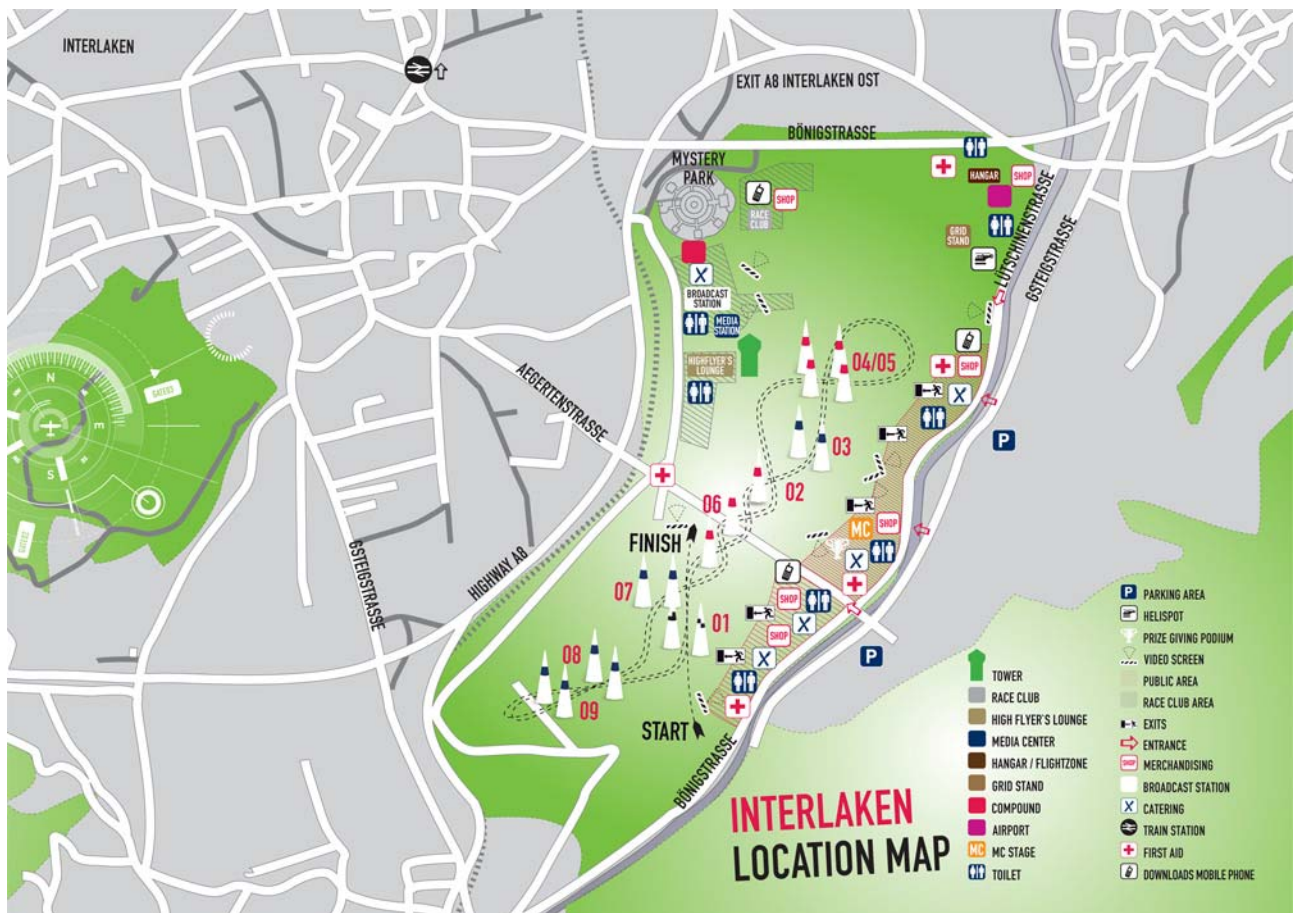 INTERLAKEN
EXIT A8 INTERLAKEN OST
BÖNIGSTRASSE
MYSTERY
PARK
SHOP
RACE
CLUB
HANGAR
SHOP
GRID
STAND
LÜTSCHINENSTRASSE
GSTEIGSTRASSE
BROADCAST
STATION
MEDIA
STATION
HIGHFLYER'S
LOUNGE
04/05
SHOP
AEGERTENSTRASSE
N
E
S
GATE03
GATE02
03
P
02
06
MC
SHOP
FINISH
07
01
SHOP
SHOP
HIGHWAY A8
GSTEIGSTRASSE
08
09
P
START
BÖNIGSTRASSE
INTERLAKEN
LOCATION MAP
TOWER
RACE CLUB
HIGH FLYER'S LOUNGE
MEDIA CENTER
HANGAR / FLIGHTZONE
GRID STAND
COMPOUND
AIRPORT
MC MC STAGE
TOILET
P PARKING AREA
HELISPOT
PRIZE GIVING PODIUM
VIDEO SCREEN
PUBLIC AREA
RACE CLUB AREA
EXITS
ENTRANCE
SHOP MERCHANDISING
BROADCAST STATION
CATERING
TRAIN STATION
FIRST AID
DOWNLOADS MOBILE PHONE